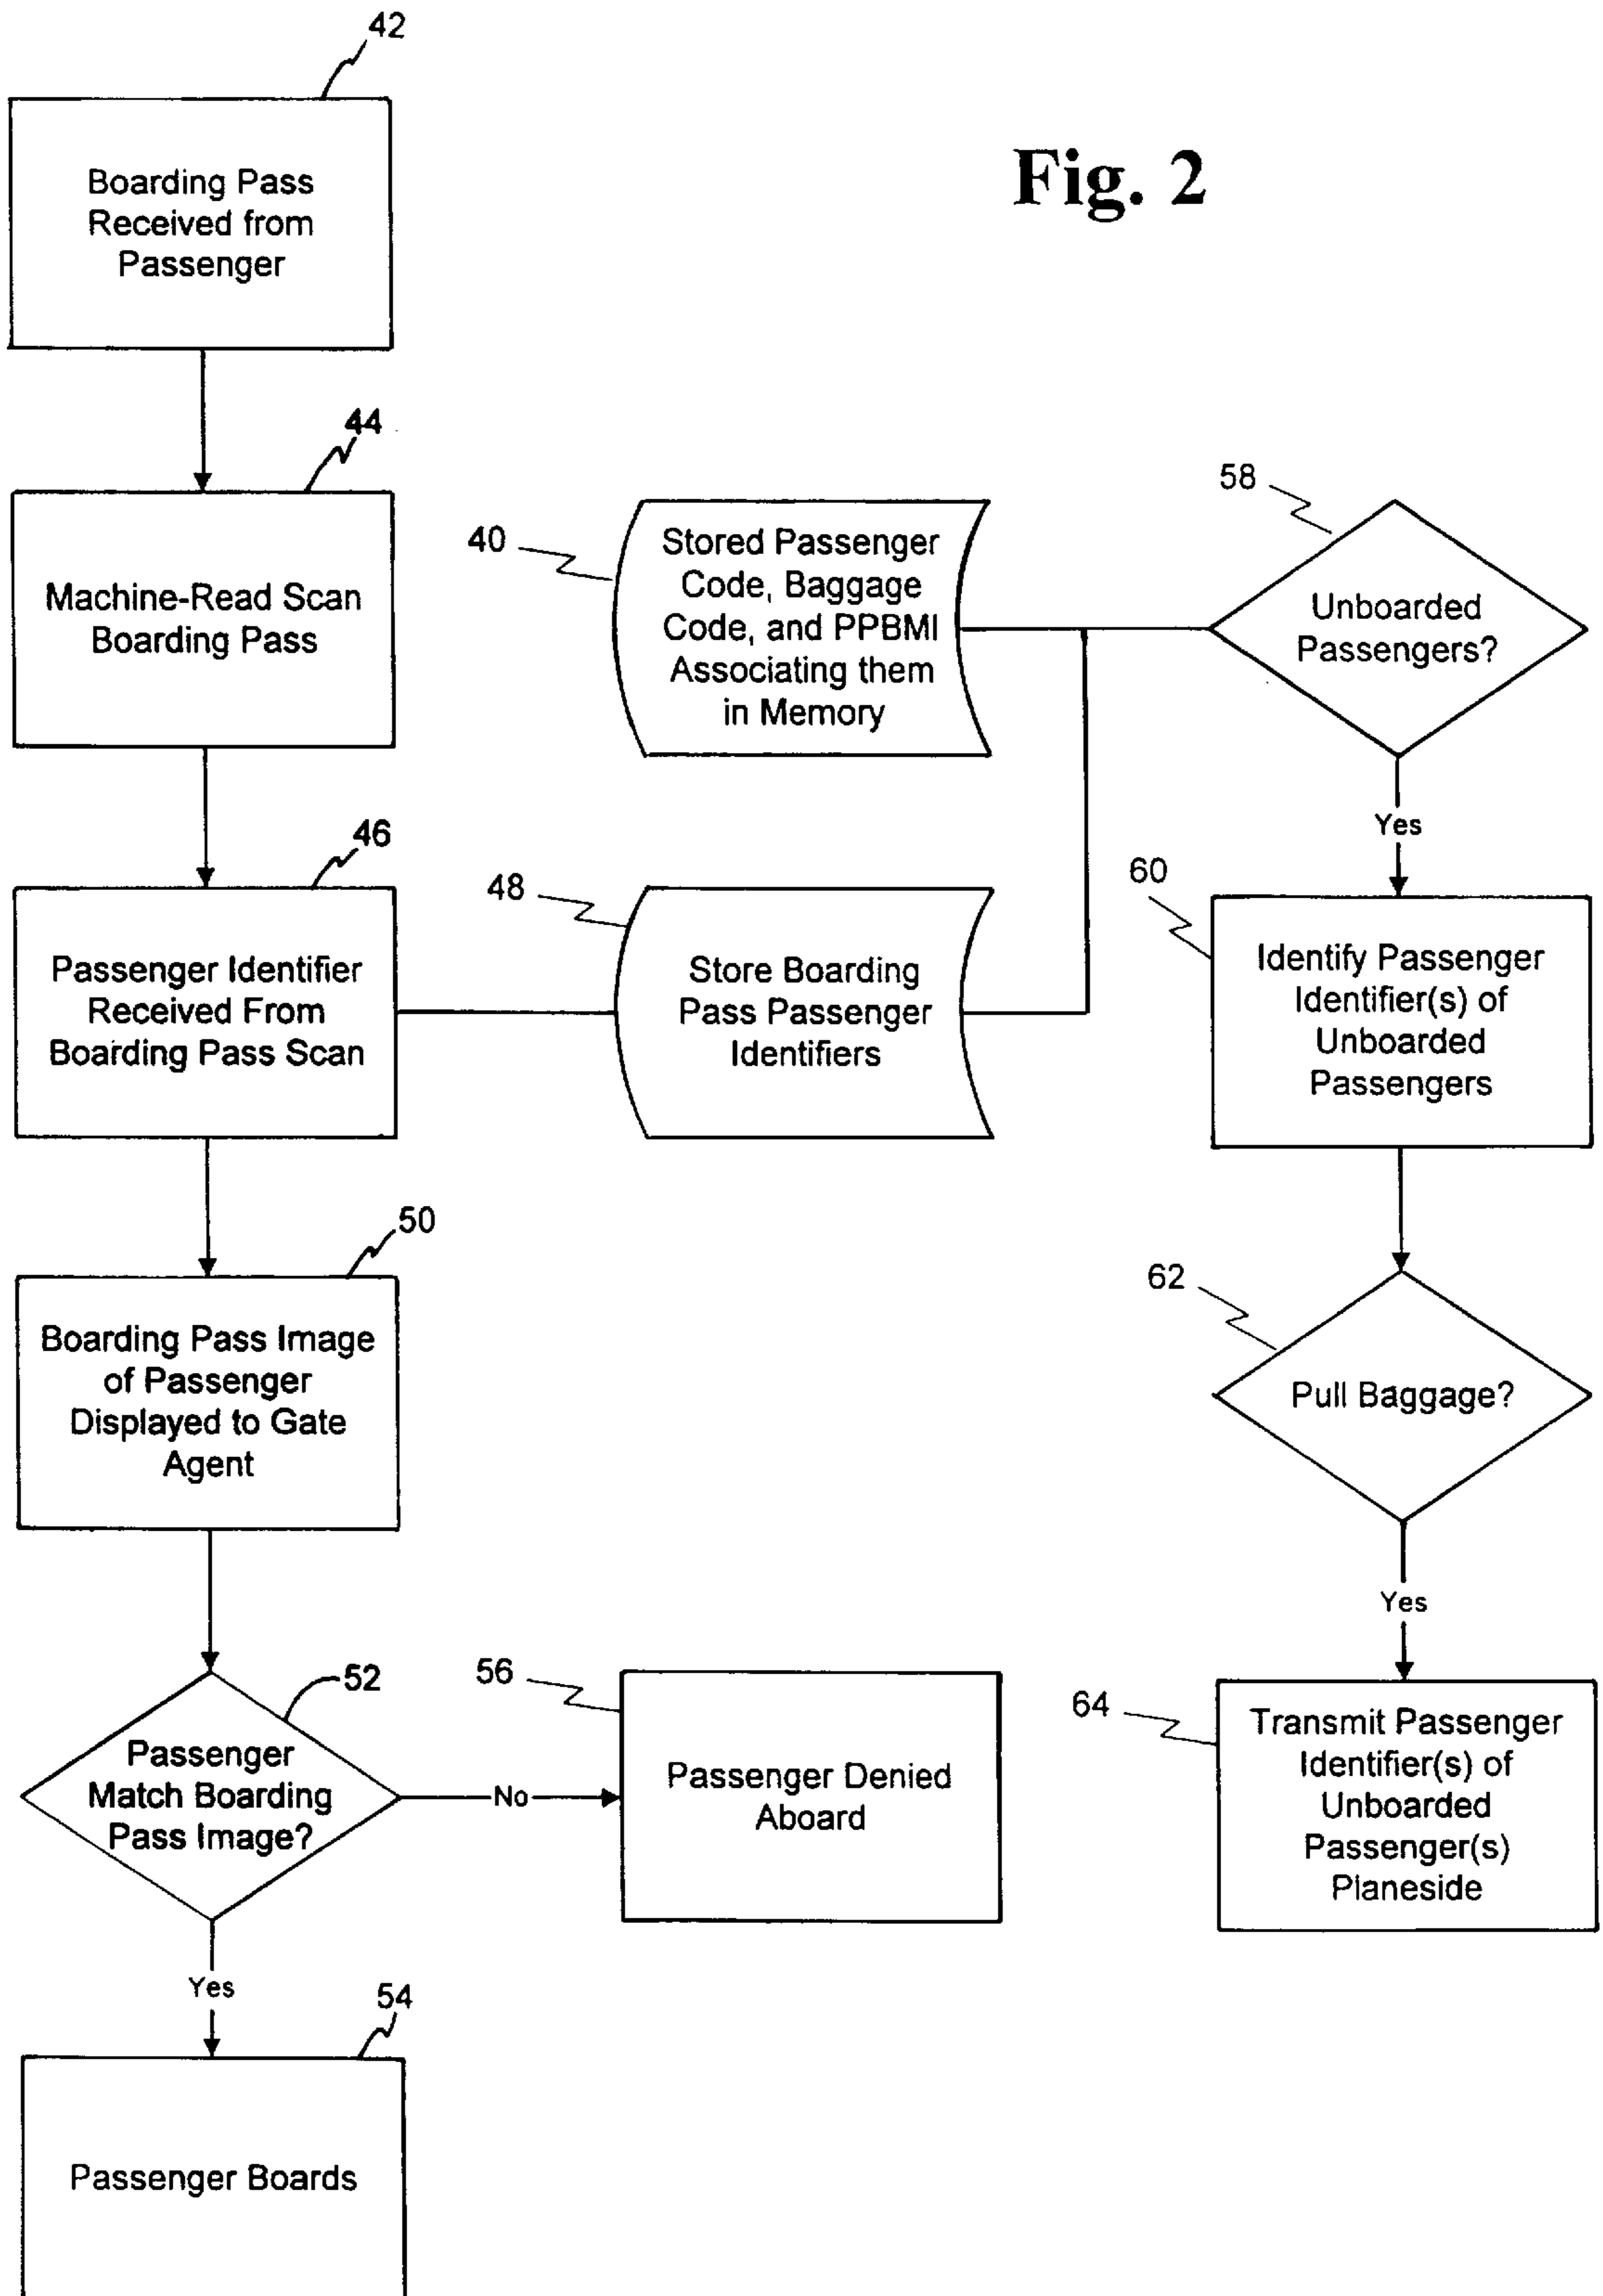 42
Boarding Pass
Received from
Passenger
Fig. 2
44
Machine-Read Scan
Boarding Pass
40
Stored Passenger
Code, Baggage
Code, and PPBMI
Associating them
in Memory
58
Unboarded
Passengers?
Yes
46
Passenger Identifier
Received From
Boarding Pass Scan
48
Store Boarding
Pass Passenger
Identifiers
60
Identify Passenger
Identifier(s) of
Unboarded
Passengers
50
Boarding Pass Image
of Passenger
Displayed to Gate
Agent
62
Pull Baggage?
Yes
52
Passenger
Match Boarding
Pass Image?
No
56
Passenger Denied
Aboard
64
Transmit Passenger
Identifier(s) of
Unboarded
Passenger(s)
Planeside
Yes
54
Passenger Boards